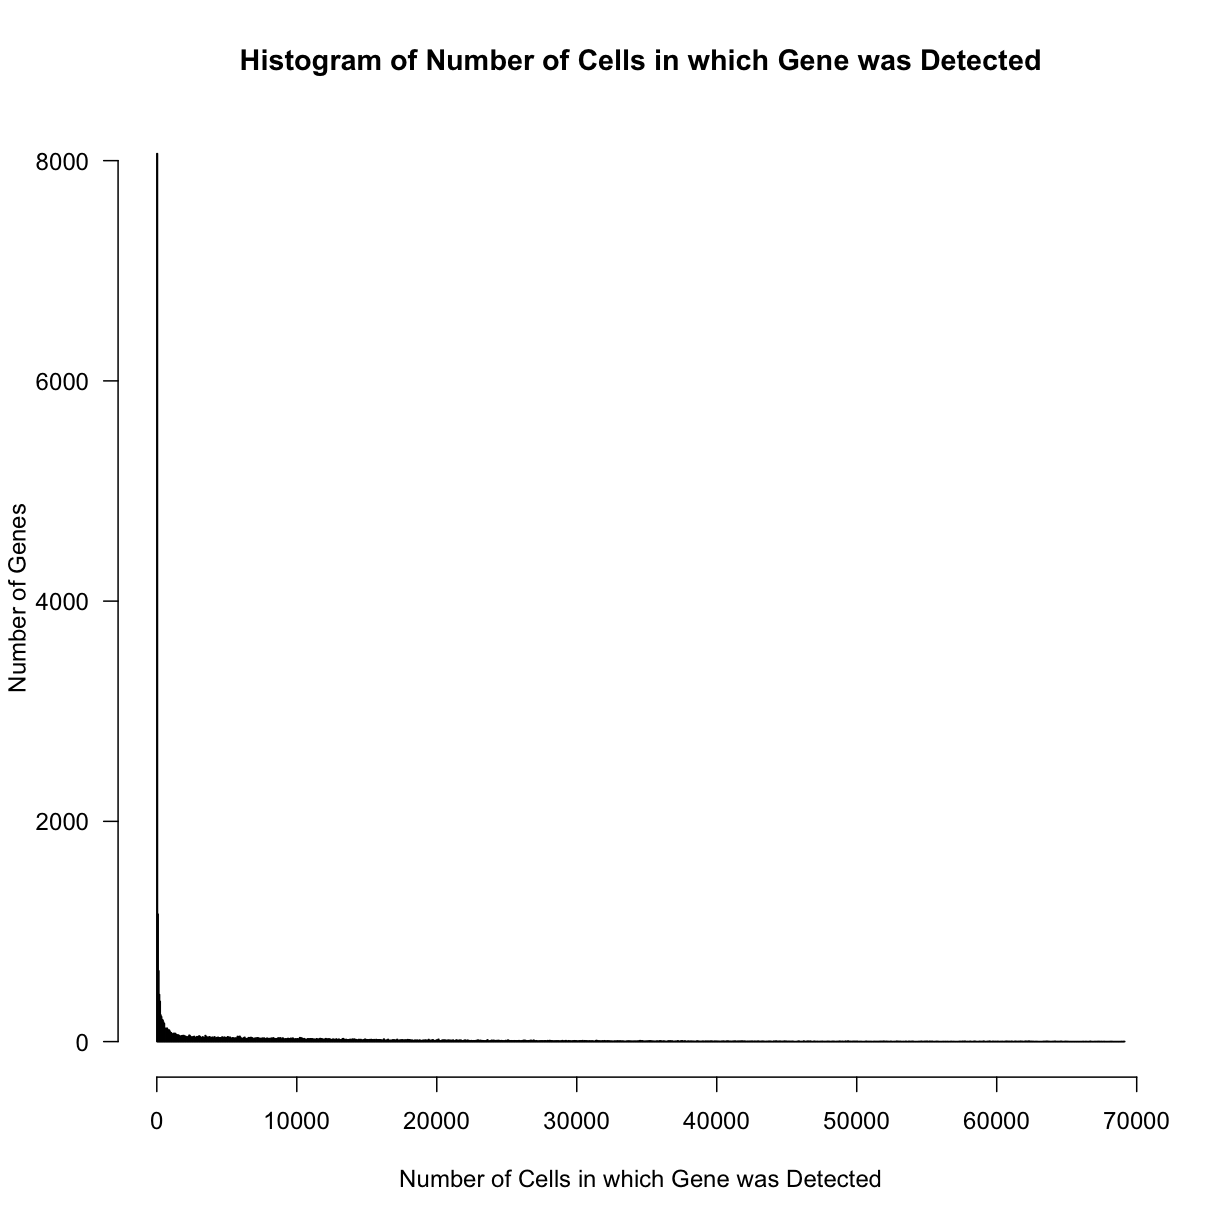 Histogram of Number of Cells in which Gene was Detected
8000
6000
4000
2000
0
Number of Genes
0 10000 20000 30000 40000 50000 60000 70000
Number of Cells in which Gene was Detected